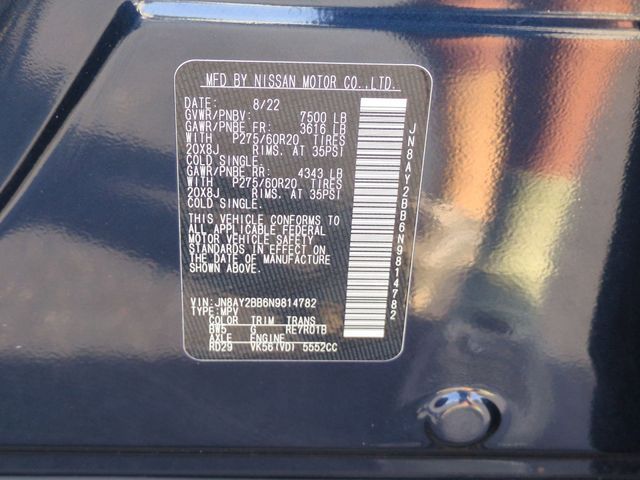 MFD BY NISSAN MOTOR CO.,LTD.
DATE: 8/22
GVWR/PNBV: 7500 LB
GAWR/PNBE FR: 3616 LB
WITH P275/60R20 TIRES
20X8J RIMS. AT 35PSI
COLD SINGLE.
GAWR/PNBE RR: 4343 LB
WITH P275/60R20 TIRES
20X8J RIMS. AT 35PSI
COLD SINGLE.
THIS VEHICLE CONFORMS TO
ALL APPLICABLE FEDERAL
MOTOR VEHICLE SAFETY
STANDARDS IN EFFECT ON
THE DATE OF MANUFACTURE
SHOWN ABOVE.
VIN: JN8AY2BB6N9814782
TYPE: MPV
COLOR TRIM TRANS
BW5 G RE7R01B
AXLE ENGINE
RD29 VK56(VD) 5552CC
JN8AY2BB6N9814782